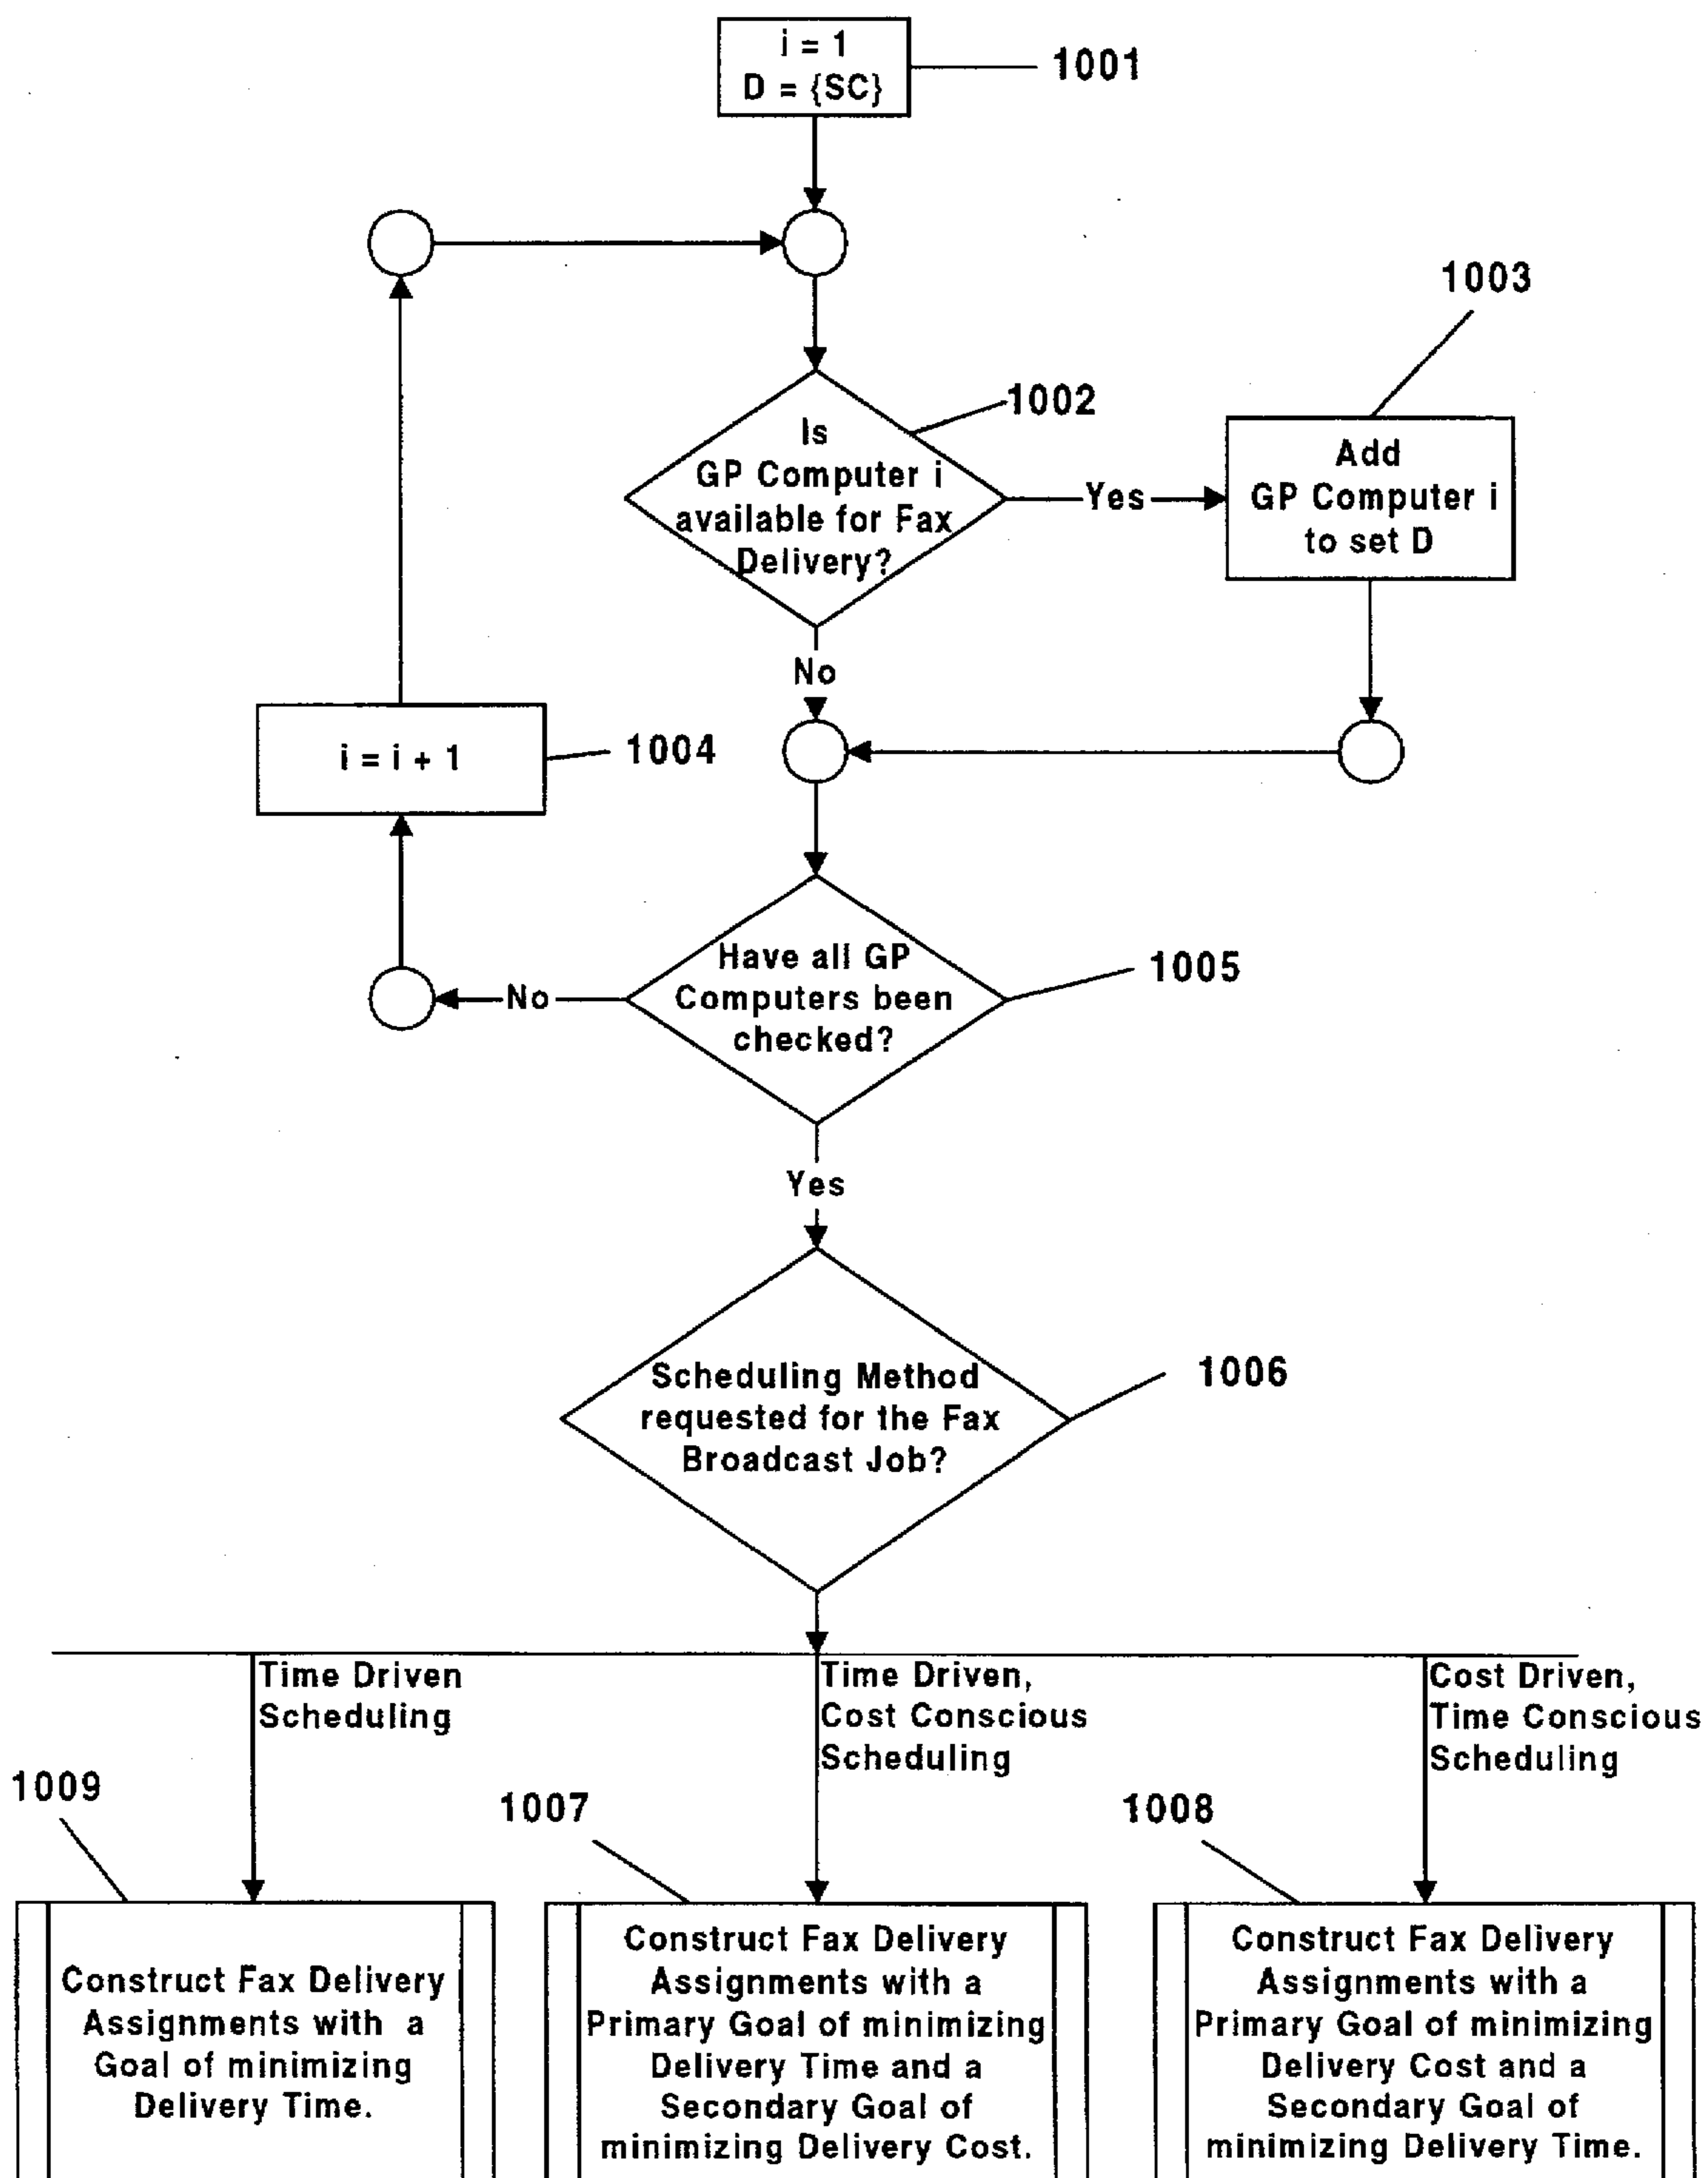 i = 1
D = {SC}
1001
1003
1002
Is
GP Computer i
available for Fax
Delivery?
Yes
Add
GP Computer i
to set D
No
i = i + 1
1004
Have all GP
Computers been
checked?
1005
No
Yes
Scheduling Method
requested for the Fax
Broadcast Job?
1006
Time Driven
Scheduling
Time Driven,
Cost Conscious
Scheduling
Cost Driven,
Time Conscious
Scheduling
1009
1007
1008
Construct Fax Delivery
Assignments with a
Goal of minimizing
Delivery Time.
Construct Fax Delivery
Assignments with a
Primary Goal of minimizing
Delivery Time and a
Secondary Goal of
minimizing Delivery Cost.
Construct Fax Delivery
Assignments with a
Primary Goal of minimizing
Delivery Cost and a
Secondary Goal of
minimizing Delivery Time.